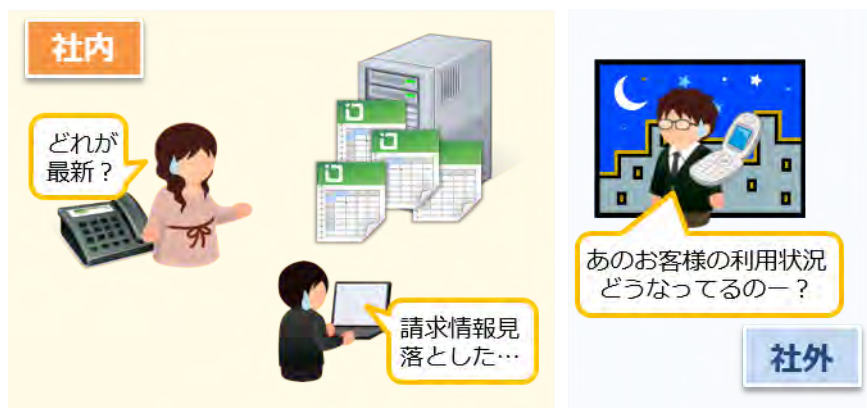 社内
どれが
最新？
請求情報見
落とした…
あのお客様の利用状況
どうなってるのー？
社外